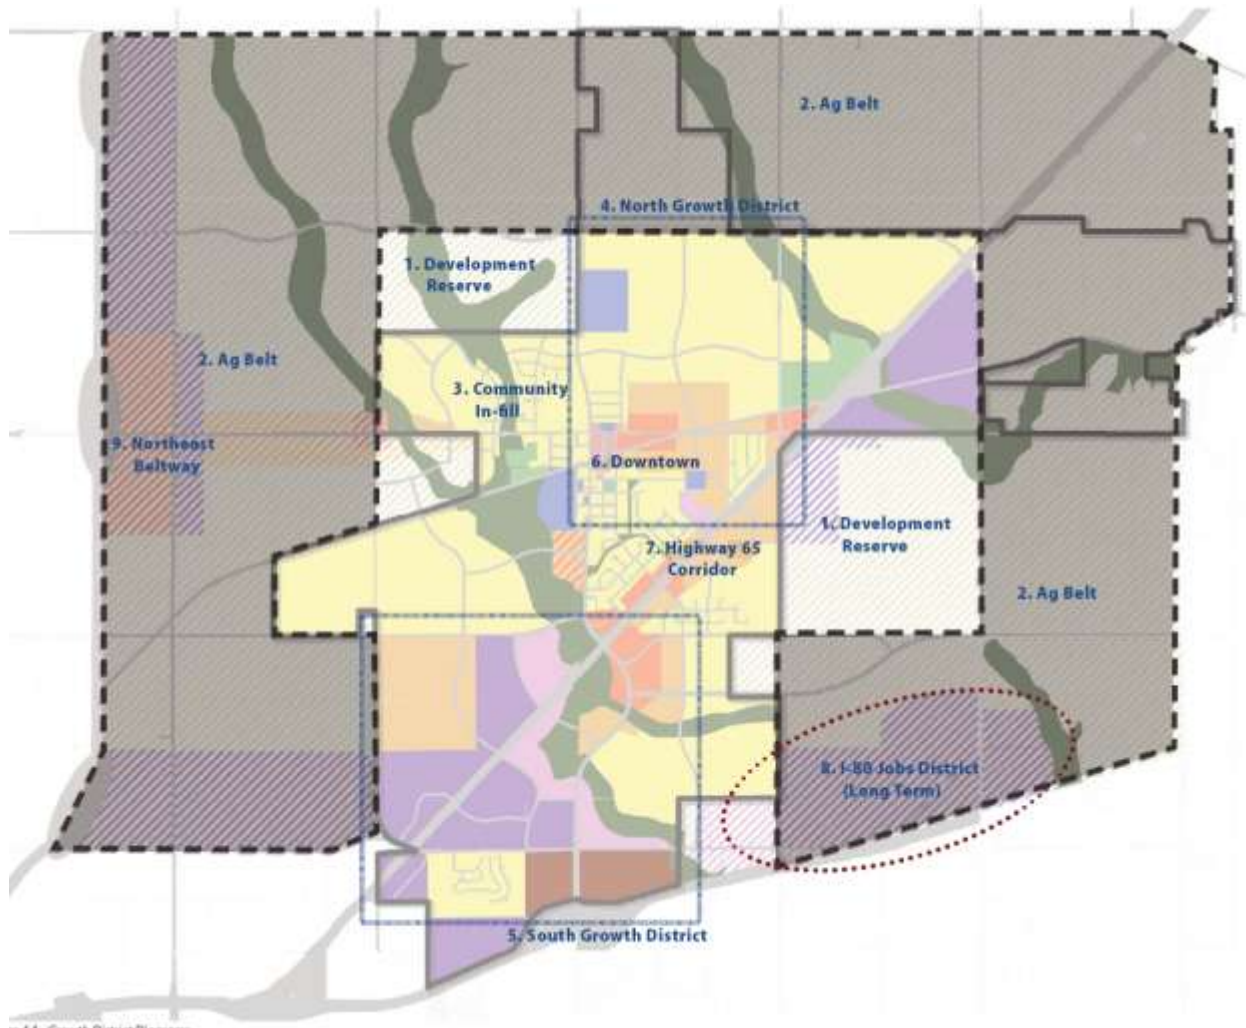 2. Ag Belt
4. North Growth District
1. Development
Reserve
2. Ag Belt
3. Community
In-fill
9. Northeast
Beltway
6. Downtown
1. Development
Reserve
7. Highway 65
Corridor
2. Ag Belt
8. I-80 Jobs District
(Long Term)
5. South Growth District